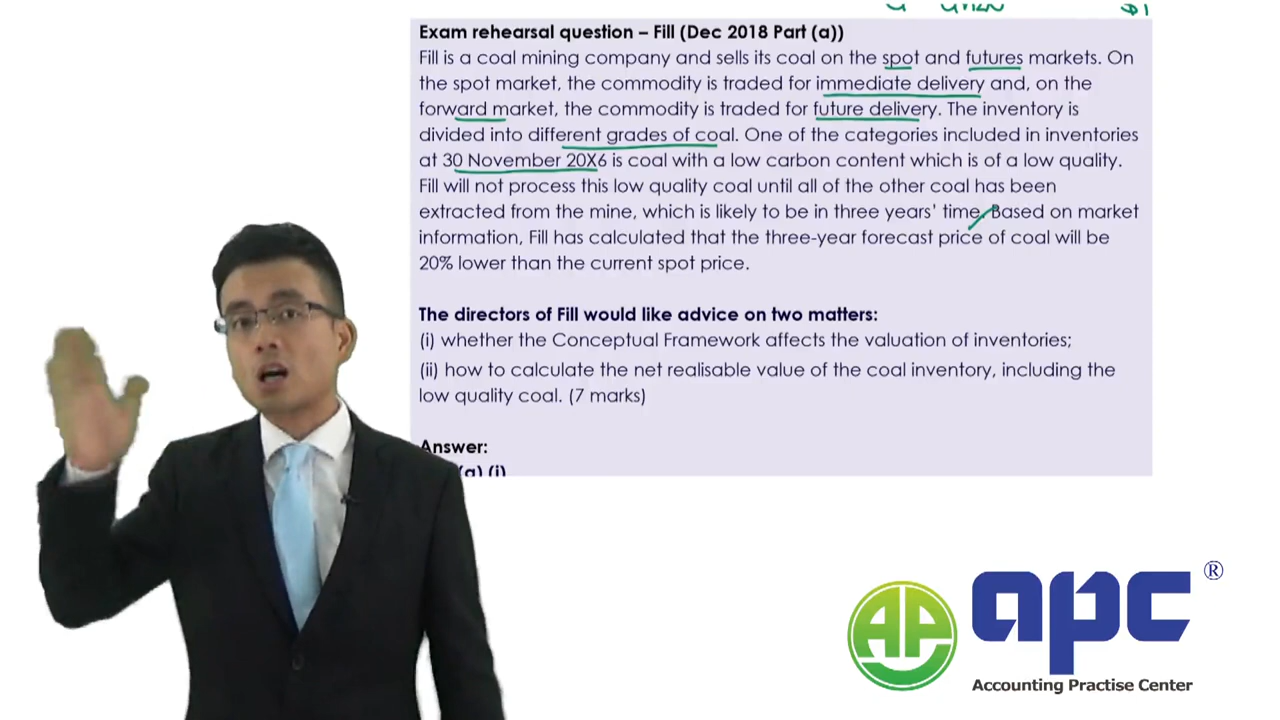 Exam rehearsal question – Fill (Dec 2018 Part (a))
Fill is a coal mining company and sells its coal on the spot and futures markets. On
the spot market, the commodity is traded for immediate delivery and, on the
forward market, the commodity is traded for future delivery. The inventory is
divided into different grades of coal. One of the categories included in inventories
at 30 November 20X6 is coal with a low carbon content which is of a low quality.
Fill will not process this low quality coal until all of the other coal has been
extracted from the mine, which is likely to be in three years' time. Based on market
information, Fill has calculated that the three-year forecast price of coal will be
20% lower than the current spot price.
The directors of Fill would like advice on two matters:
(i) whether the Conceptual Framework affects the valuation of inventories;
(ii) how to calculate the net realisable value of the coal inventory, including the
low quality coal. (7 marks)
Answer:
(a) (i)
AP
apc®
Accounting Practise Center